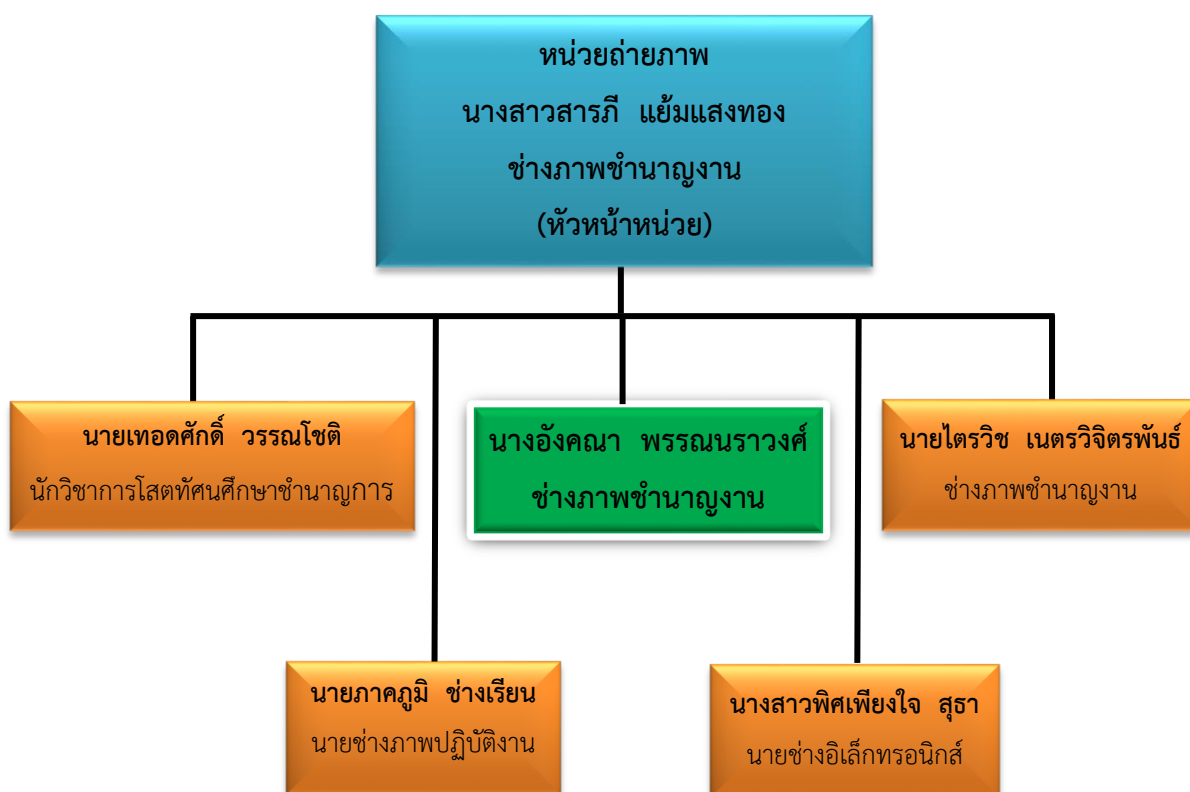 หน่วยถ่ายภาพ
นางสาวสารภี แย้มแสงทอง
ช่างภาพชำนาญงาน
(หัวหน้าหน่วย)
นายเทอดศักดิ์ วรรณโชติ
นักวิชาการโสตทัศนศึกษาชำนาญการ
นางอังคณา พรรณนราวงศ์
ช่างภาพชำนาญงาน
นายไตรวิช เนตรวิจิตรพันธ์
ช่างภาพชำนาญงาน
นายภาคภูมิ ช่างเรียน
นายช่างภาพปฏิบัติงาน
นางสาวพิศเพียงใจ สุธา
นายช่างอิเล็กทรอนิกส์